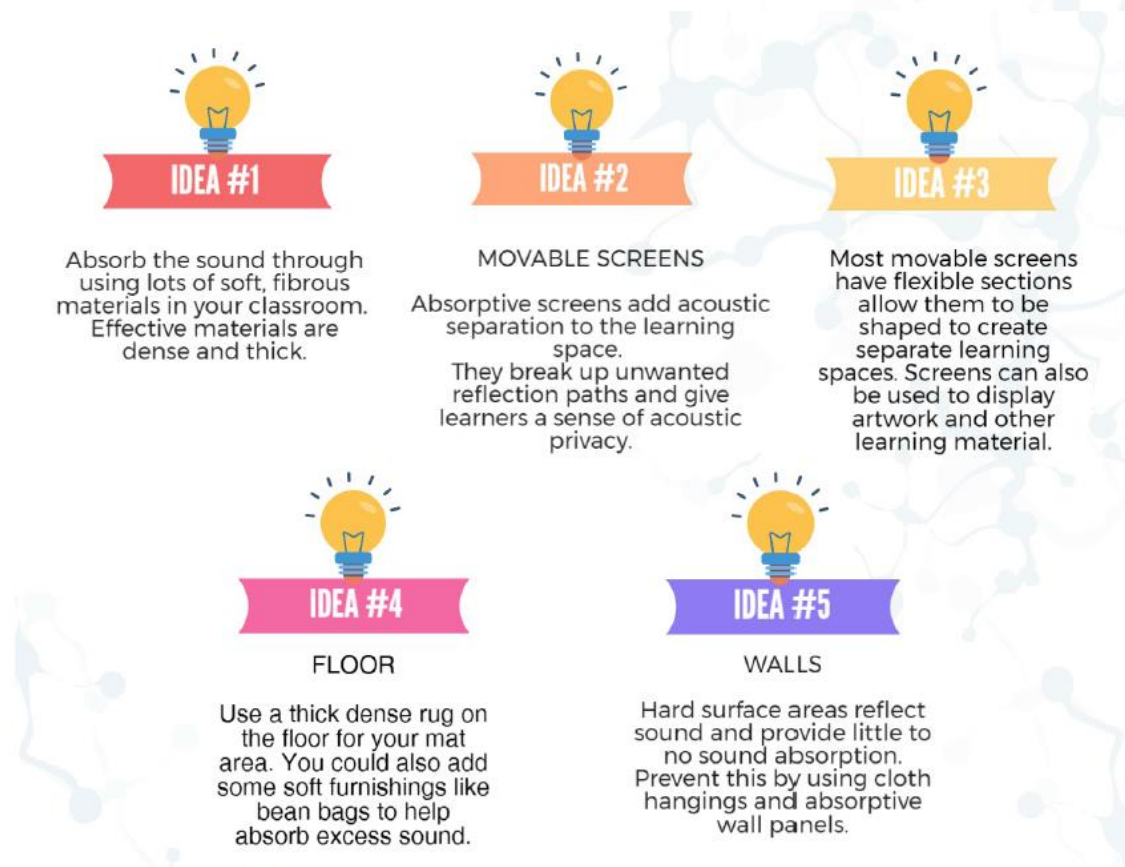 IDEA #1
Absorb the sound through
using lots of soft, fibrous
materials in your classroom.
Effective materials are
dense and thick.
IDEA #2
MOVABLE SCREENS
Absorptive screens add acoustic
separation to the learning
space.
They break up unwanted
reflection paths and give
learners a sense of acoustic
privacy.
IDEA #3
Most movable screens
have flexible sections
allow them to be
shaped to create
separate learning
spaces. Screens can also
be used to display
artwork and other
learning material.
IDEA #4
FLOOR
Use a thick dense rug on
the floor for your mat
area. You could also add
some soft furnishings like
bean bags to help
absorb excess sound.
IDEA #5
WALLS
Hard surface areas reflect
sound and provide little to
no sound absorption.
Prevent this by using cloth
hangings and absorptive
wall panels.